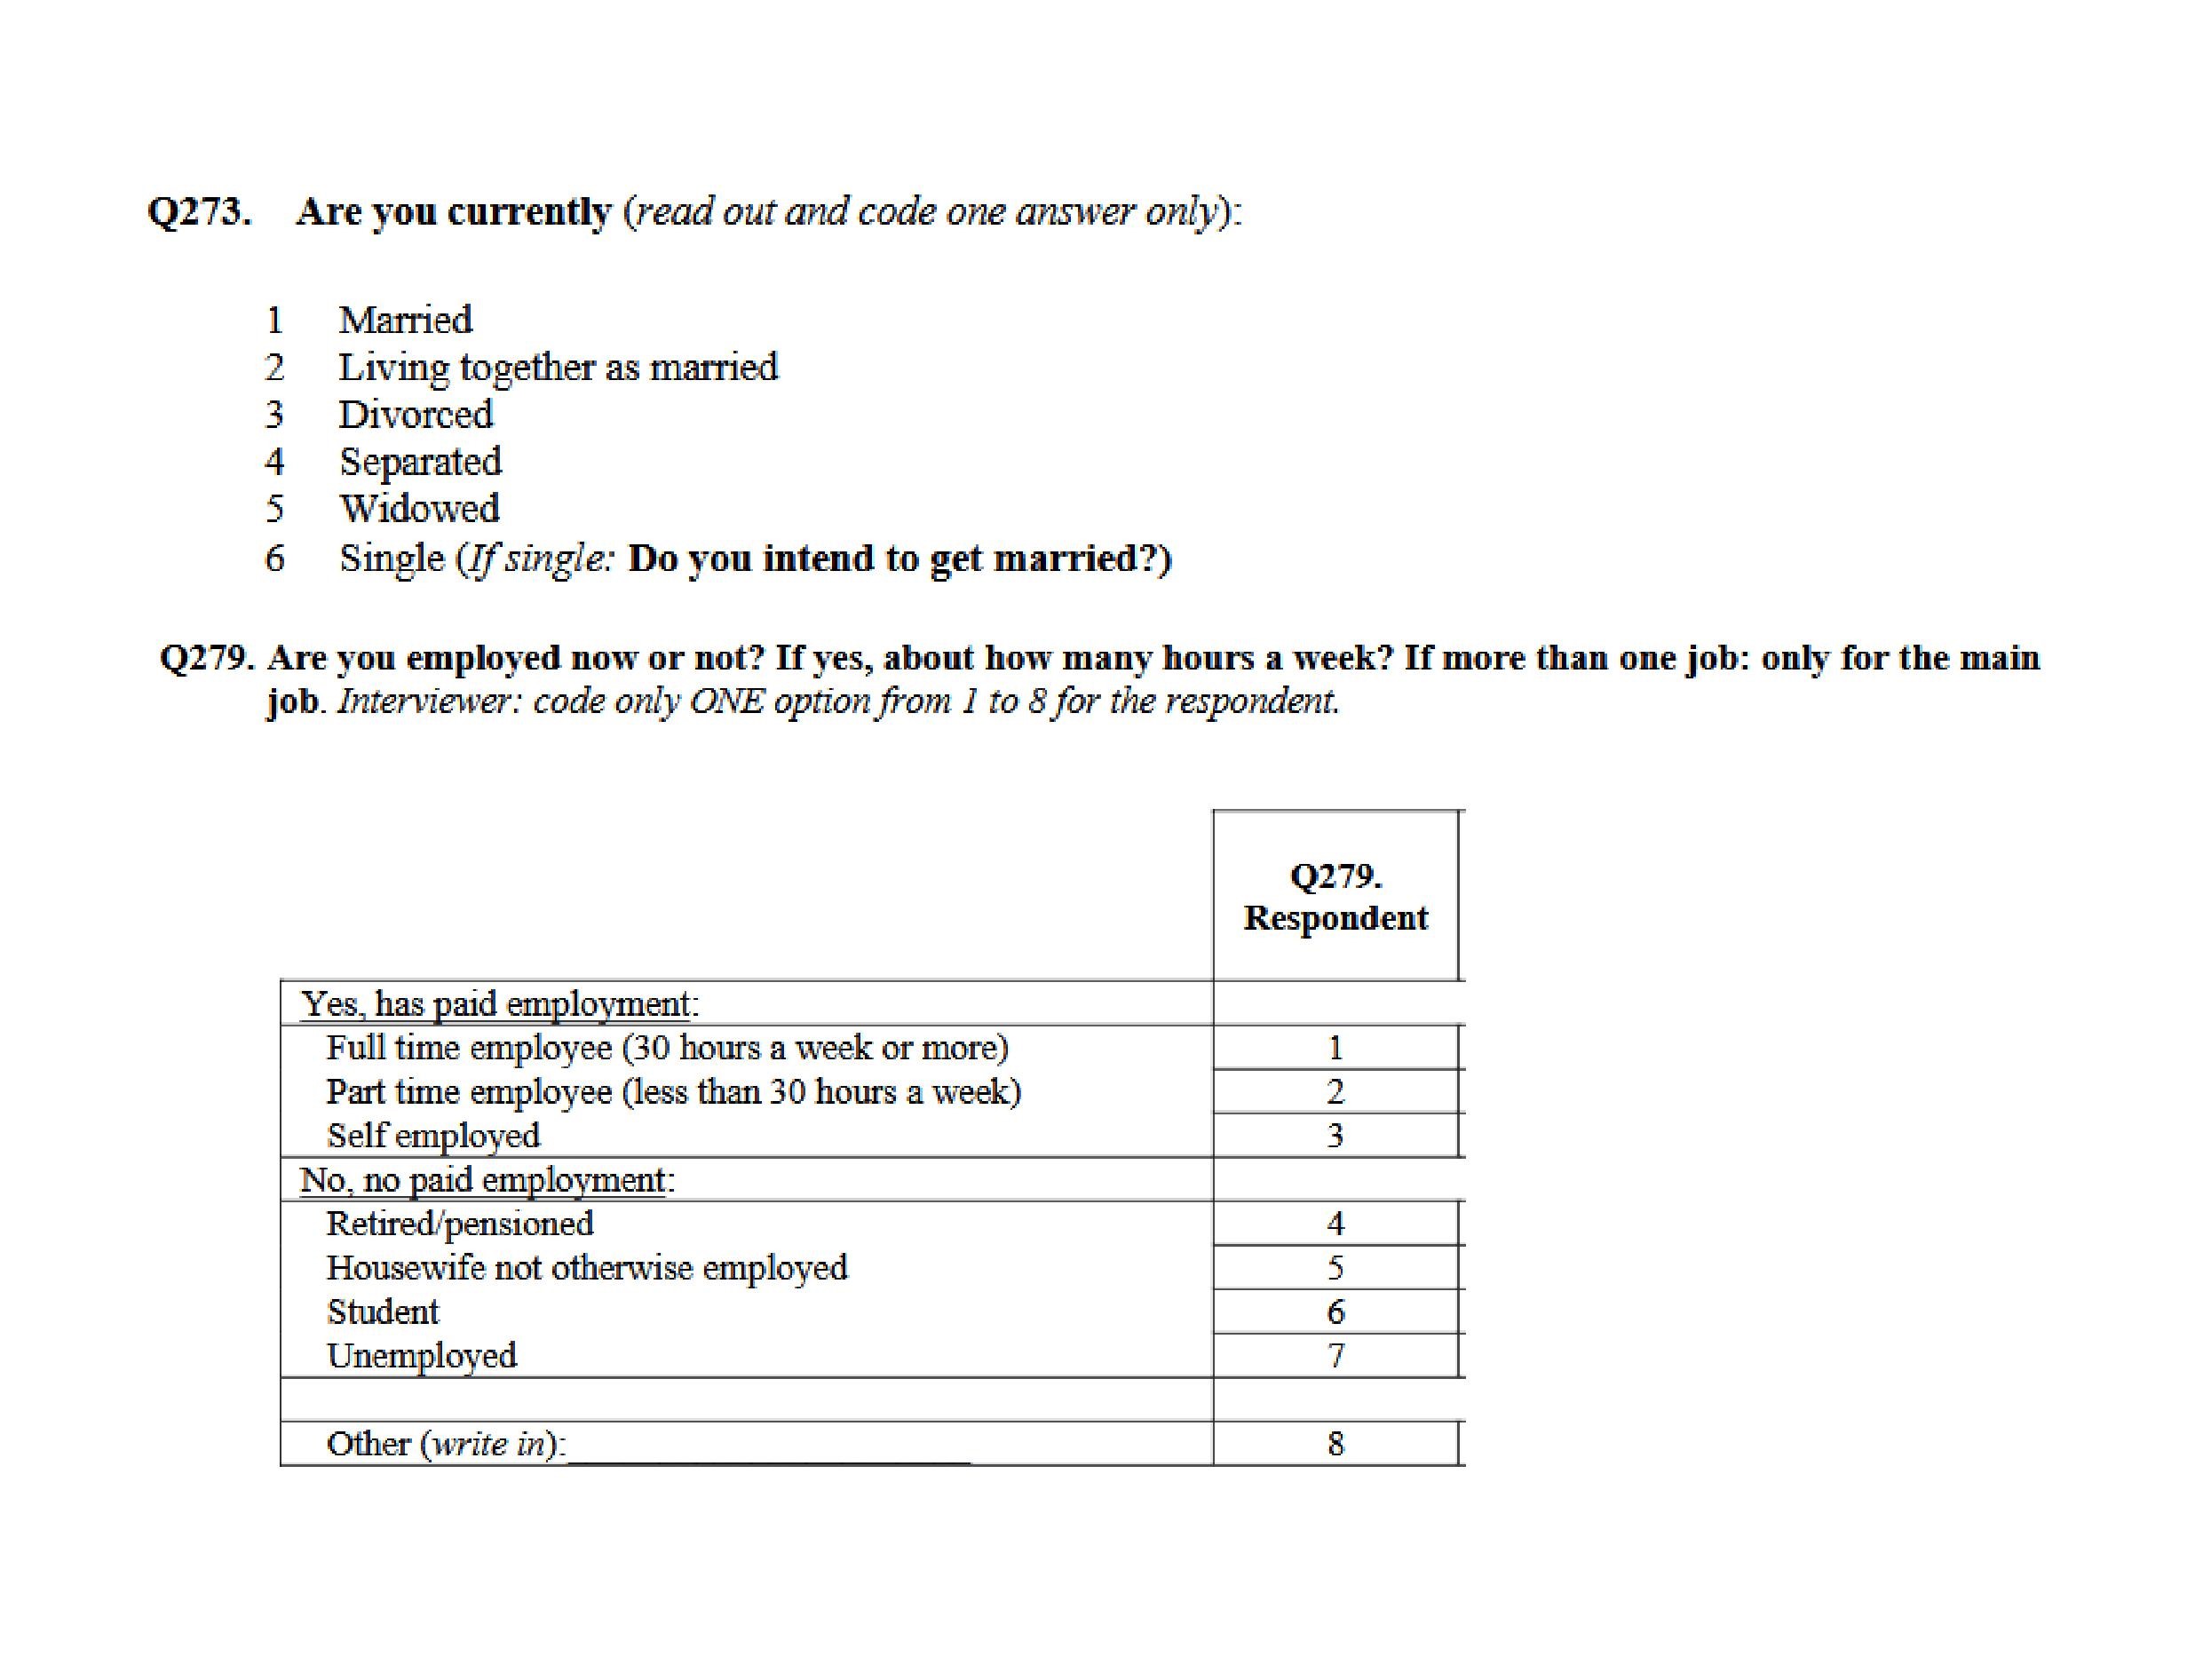 Q273. Are you currently (read out and code one answer only):
1 Married
2 Living together as married
3 Divorced
4 Separated
5 Widowed
6 Single (If single: Do you intend to get married?)
Q279. Are you employed now or not? If yes, about how many hours a week? If more than one job: only for the main
job. Interviewer: code only ONE option from 1 to 8 for the respondent.
Q279.
Respondent
Yes, has paid employment:
Full time employee (30 hours a week or more) 1
Part time employee (less than 30 hours a week) 2
Self employed 3
No, no paid employment:
Retired/pensioned 4
Housewife not otherwise employed 5
Student 6
Unemployed 7
Other (write in): 8